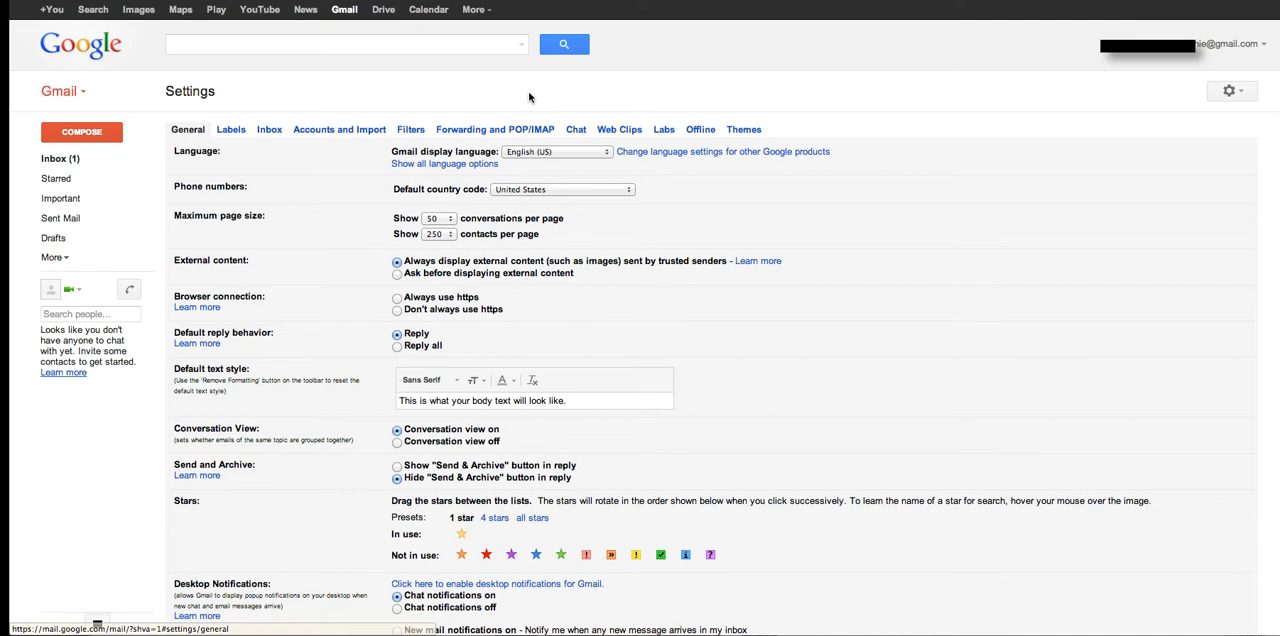 +You Search Images Maps Play YouTube News Gmail Drive Calendar More
Google
nie@gmail.com
Gmail
Settings
COMPOSE
Inbox (1)
Starred
Important
Sent Mail
Drafts
More
Search people...
Looks like you don't
have anyone to chat
with yet. Invite some
contacts to get started.
Learn more
General Labels Inbox Accounts and Import Filters Forwarding and POP/IMAP Chat Web Clips Labs Offline Themes
Language: Gmail display language: English (US) Change language settings for other Google products
Show all language options
Phone numbers: Default country code: United States
Maximum page size: Show 50 conversations per page
Show 250 contacts per page
External content: Always display external content (such as images) sent by trusted senders - Learn more
Ask before displaying external content
Browser connection: Always use https
Learn more Don't always use https
Default reply behavior: Reply
Learn more Reply all
Default text style:
(Use the 'Remove Formatting' button on the toolbar to reset the
default text style)
Sans Serif
This is what your body text will look like.
Conversation View: Conversation view on
(sets whether emails of the same topic are grouped together) Conversation view off
Send and Archive: Show "Send & Archive" button in reply
Learn more Hide "Send & Archive" button in reply
Stars: Drag the stars between the lists. The stars will rotate in the order shown below when you click successively. To learn the name of a star for search, hover your mouse over the image.
Presets: 1 star 4 stars all stars
In use:
Not in use:
Desktop Notifications: Click here to enable desktop notifications for Gmail.
(allows Gmail to display popup notifications on your desktop when
new chat and email messages arrive)
Learn more
Chat notifications on
Chat notifications off
New mail notifications on - Notify me when any new message arrives in my inbox
https://mail.google.com/mail/?shva=1#settings/general